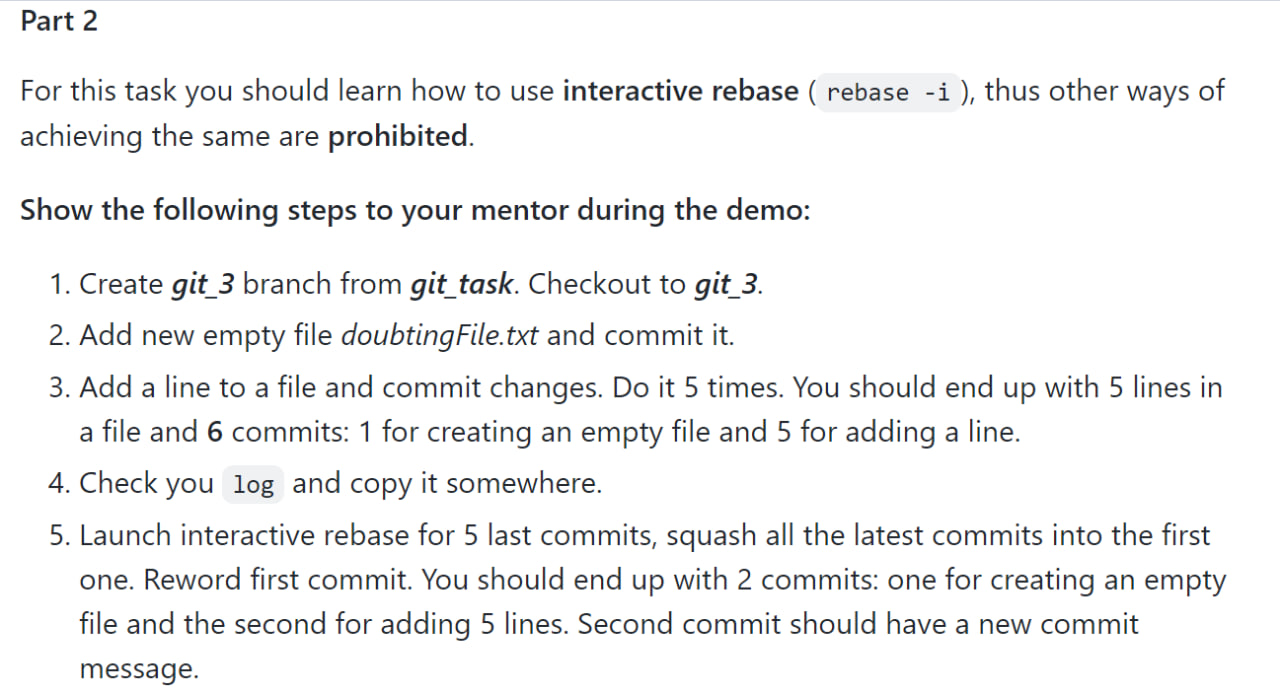 Part 2
For this task you should learn how to use interactive rebase ( rebase -i ), thus other ways of
achieving the same are prohibited.
Show the following steps to your mentor during the demo:
1. Create git_3 branch from git_task. Checkout to git_3.
2. Add new empty file doubtingFile.txt and commit it.
3. Add a line to a file and commit changes. Do it 5 times. You should end up with 5 lines in
a file and 6 commits: 1 for creating an empty file and 5 for adding a line.
4. Check you log and copy it somewhere.
5. Launch interactive rebase for 5 last commits, squash all the latest commits into the first
one. Reword first commit. You should end up with 2 commits: one for creating an empty
file and the second for adding 5 lines. Second commit should have a new commit
message.